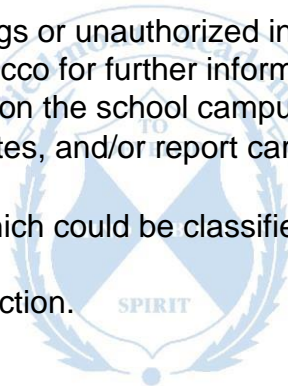 gs or unauthorized in
cco for further inform
on the school campu
TO
tes, and/or report car
hich could be classifie
ction.
SPIRIT